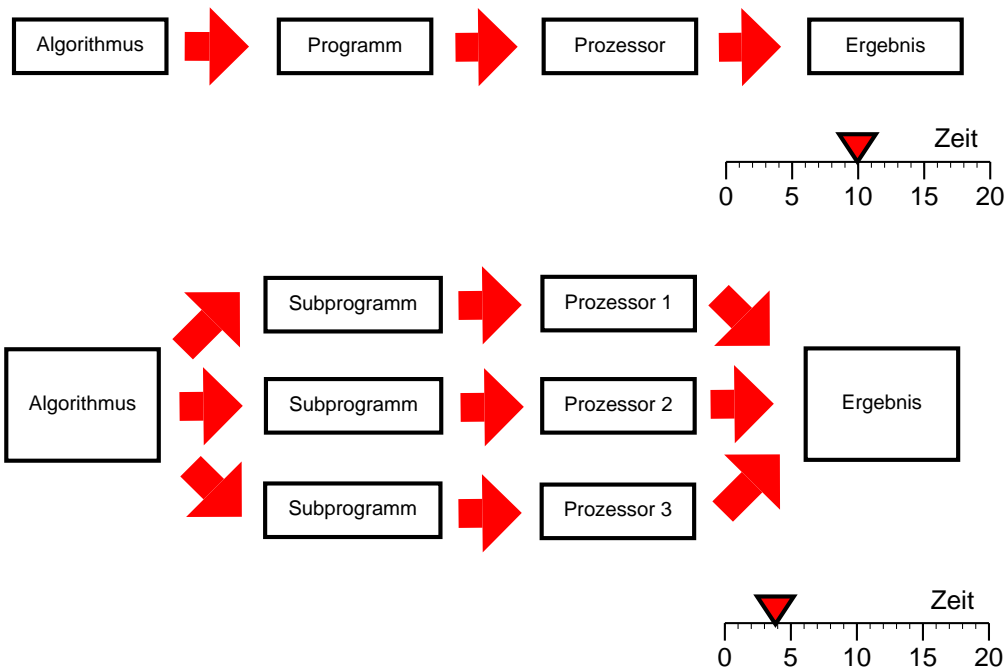 Algorithmus Programm Prozessor Ergebnis
Zeit
0 5 10 15 20
Subprogramm Prozessor 1
Algorithmus Subprogramm Prozessor 2 Ergebnis
Subprogramm Prozessor 3
Zeit
0 5 10 15 20